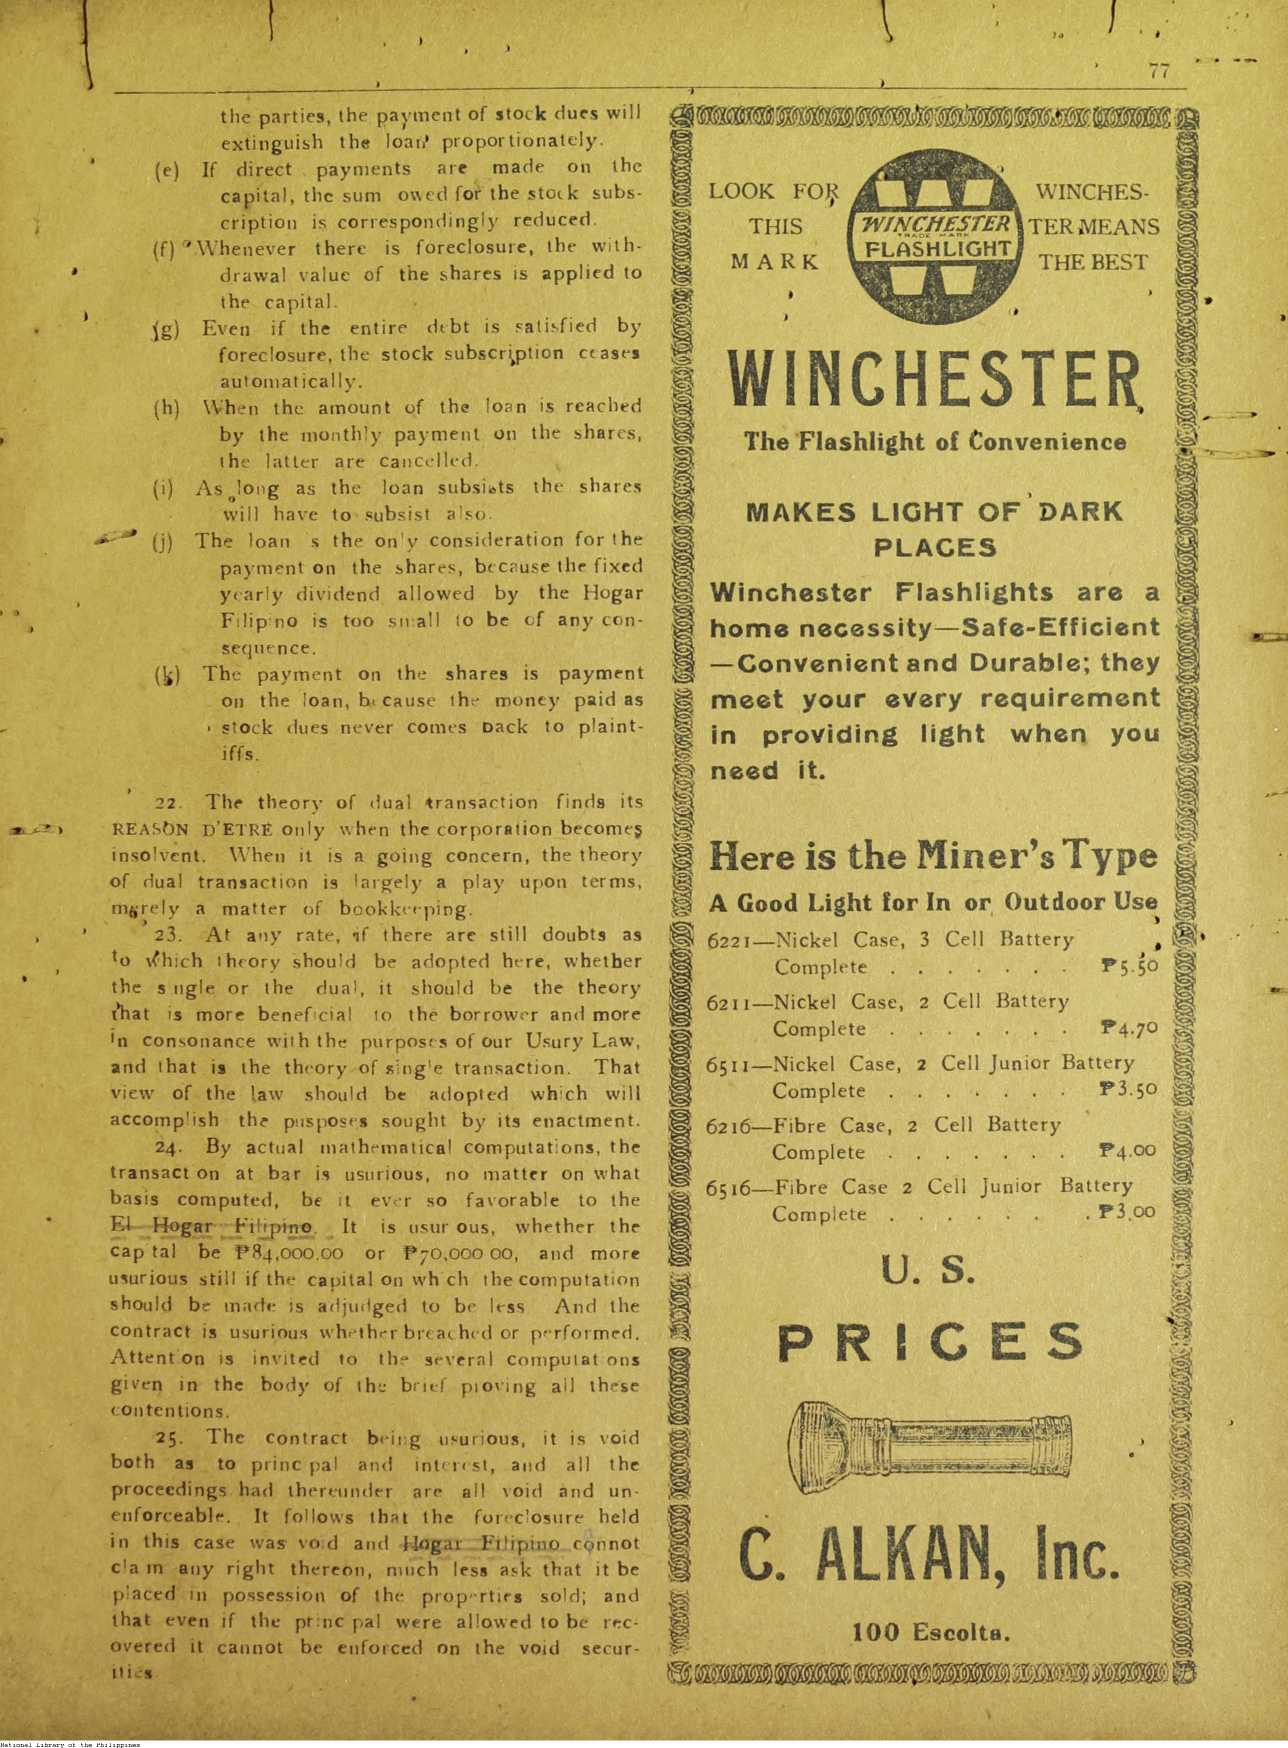 77
the parties, the payment of stock dues will
extinguish the loan proportionately.
(e) If direct payments are made on the
capital, the sum owed for the stock subs-
cription is correspondingly reduced.
(f) Whenever there is foreclosure, the with-
drawal value of the shares is applied to
the capital.
(g) Even if the entire debt is satisfied by
foreclosure, the stock subscription ceases
automatically.
(h) When the amount of the loan is reached
by the monthly payment on the shares,
the latter are cancelled.
(i) As long as the loan subsists the shares
will have to subsist also.
(j) The loan s the only consideration for the
payment on the shares, because the fixed
yearly dividend allowed by the Hogar
Filipino is too small to be of any con-
sequence.
(k) The payment on the shares is payment
on the loan, because the money paid as
stock dues never comes back to plaint-
iffs.
22. The theory of dual transaction finds its
REASON D'ETRE only when the corporation becomes
insolvent. When it is a going concern, the theory
of dual transaction is largely a play upon terms,
merely a matter of bookkeeping.
23. At any rate, if there are still doubts as
to which theory should be adopted here, whether
the single or the dual, it should be the theory
that is more beneficial to the borrower and more
in consonance with the purposes of our Usury Law,
and that is the theory of single transaction. That
view of the law should be adopted which will
accomplish the pusposes sought by its enactment.
24. By actual mathematical computations, the
transaction at bar is usurious, no matter on what
basis computed, be it ever so favorable to the
El Hogar Filipino. It is usurious, whether the
capital be ₱84,000.00 or ₱70,000 00, and more
usurious still if the capital on which the computation
should be made is adjudged to be less And the
contract is usurious whether breached or performed.
Attention is invited to the several computations
given in the body of the brief proving all these
contentions.
25. The contract being usurious, it is void
both as to principal and interest, and all the
proceedings had thereunder are all void and un-
enforceable. It follows that the foreclosure held
in this case was void and Hogar Filipino connot
claim any right thereon, much less ask that it be
placed in possession of the properties sold; and
that even if the principal were allowed to be rec-
overed it cannot be enforced on the void secur-
ities
LOOK FOR
THIS
MARK
WINCHESTER
TRADE MARK
FLASHLIGHT
WINCHES-
TER MEANS
THE BEST
WINCHESTER
The Flashlight of Convenience
MAKES LIGHT OF DARK
PLACES
Winchester Flashlights are a
home necessity—Safe-Efficient
—Convenient and Durable; they
meet your every requirement
in providing light when you
need it.
Here is the Miner's Type
A Good Light for In or Outdoor Use
6221—Nickel Case, 3 Cell Battery
Complete . . . . . . . ₱5.50
6211—Nickel Case, 2 Cell Battery
Complete . . . . . . . ₱4.70
6511—Nickel Case, 2 Cell Junior Battery
Complete . . . . . . . ₱3.50
6216—Fibre Case, 2 Cell Battery
Complete . . . . . . . ₱4.00
6516—Fibre Case 2 Cell Junior Battery
Complete . . . . . . . ₱3.00
U. S.
PRICES
C. ALKAN, Inc.
100 Escolta.
National Library of the Philippines